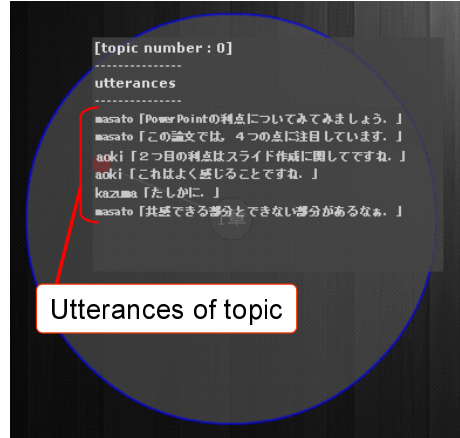 [topic number : 0]
---------------
utterances
---------------
masato「PowerPointの利点についてみてみましょう. 」
masato「この論文では, 4つの点に注目しています. 」
aoki「2つ目の利点はスライド作成に関してですね. 」
aoki「これはよく感じることですね. 」
kazuma「たしかに. 」
masato「共感できる部分とできない部分があるなぁ. 」
1章
Utterances of topic